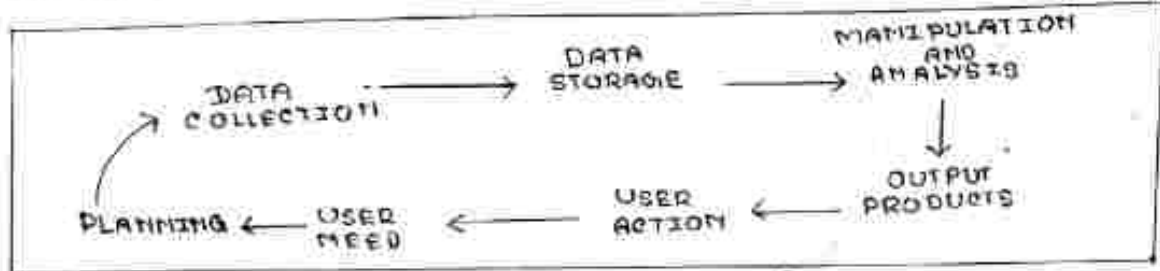 DATA
COLLECTION
DATA
STORAGE
MANIPULATION
AND
ANALYSIS
OUTPUT
PRODUCTS
USER
ACTION
USER
NEED
PLANNING